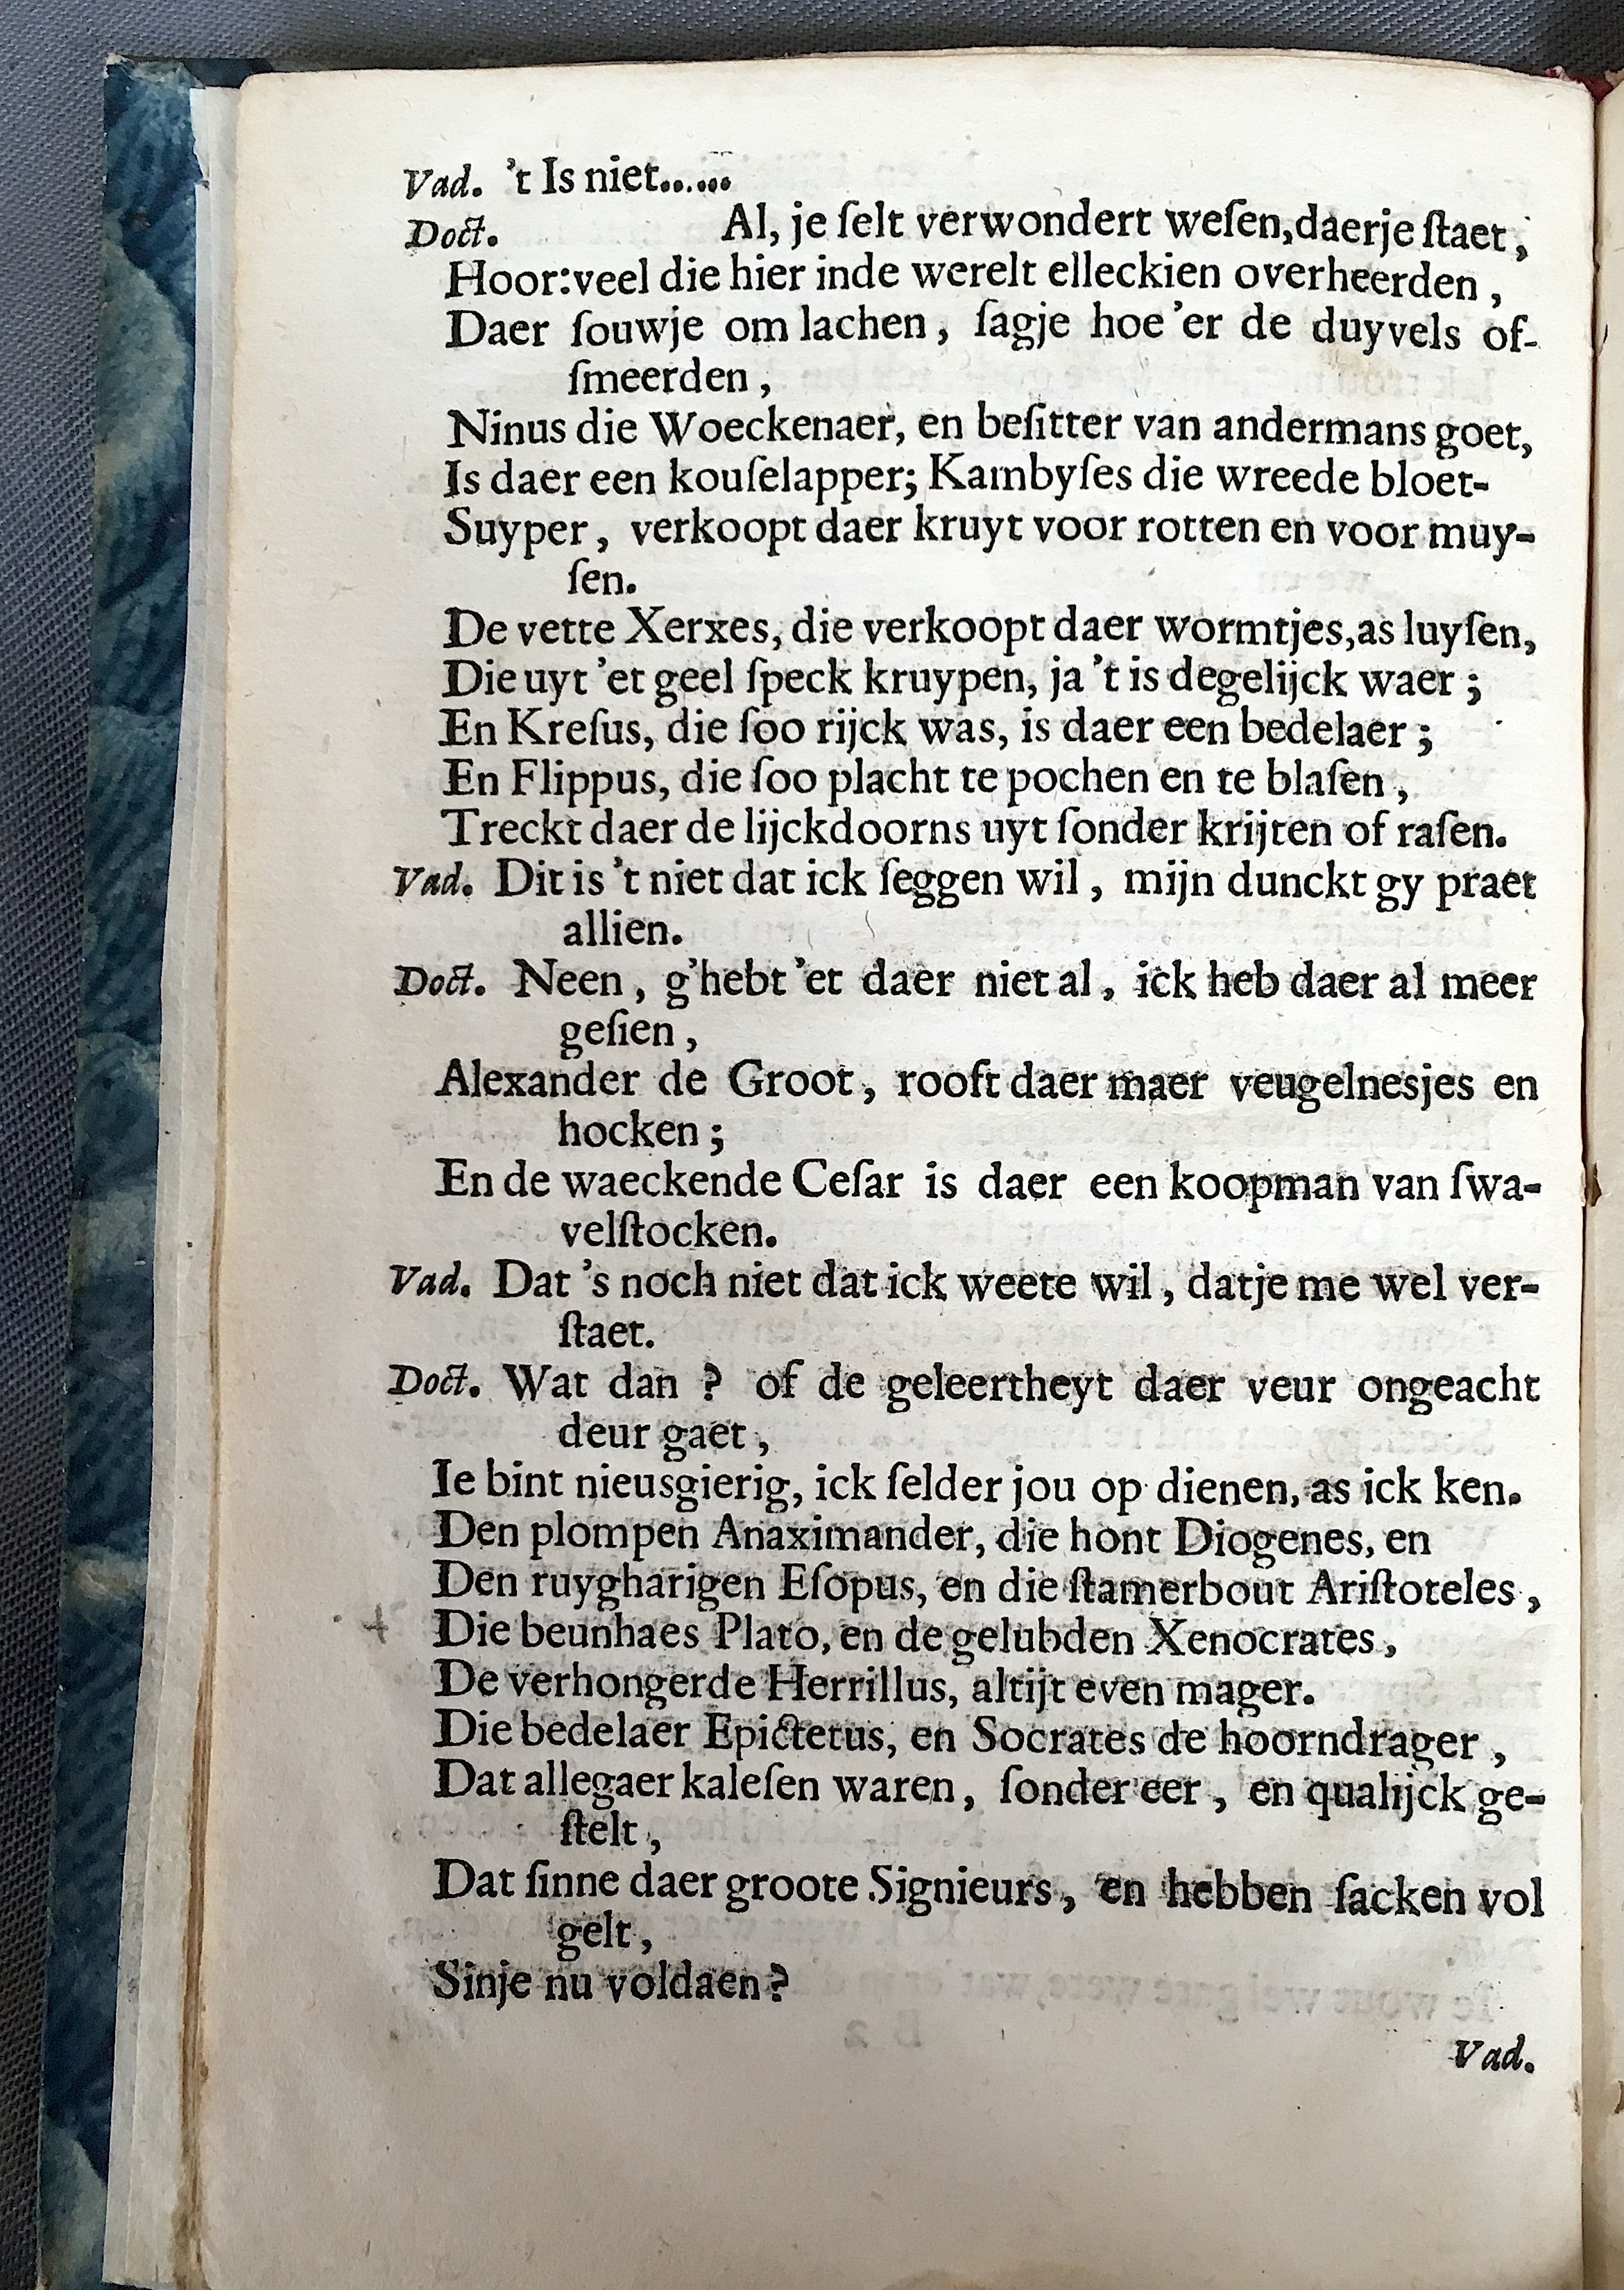 Vad. 't Is niet......
Doct. Al, je ſelt verwondert weſen,daerje ſtaet,
Hoor:veel die hier inde werelt elleckien overheerden,
Daer ſouwje om lachen, ſagje hoe 'er de duyvels of-
ſmeerden,
Ninus die Woeckenaer, en beſitter van andermans goet,
Is daer een kouſelapper; Kambyſes die wreede bloet-
Suyper, verkoopt daer kruyt voor rotten en voor muy-
ſen.
De vette Xerxes, die verkoopt daer wormtjes,as luyſen,
Die uyt 'et geel ſpeck kruypen, ja 't is degelijck waer;
En Kreſus, die ſoo rijck was, is daer een bedelaer;
En Flippus, die ſoo placht te pochen en te blaſen,
Treckt daer de lijckdoorns uyt ſonder krijten of raſen.
Vad. Dit is 't niet dat ick ſeggen wil, mijn dunckt gy praet
allien.
Doct. Neen, g'hebt 'et daer niet al, ick heb daer al meer
geſien,
Alexander de Groot, rooft daer maer veugelnesjes en
hocken;
En de waeckende Ceſar is daer een koopman van ſwa-
velſtocken.
Vad. Dat 's noch niet dat ick weete wil, datje me wel ver-
ſtaet.
Doct. Wat dan? of de geleertheyt daer veur ongeacht
deur gaet,
Ie bint nieusgierig, ick ſelder jou op dienen, as ick ken.
Den plompen Anaximander, die hont Diogenes, en
Den ruygharigen Eſopus, en die ſtamerbout Ariſtoteles,
Die beunhaes Plato, en de gelubden Xenocrates,
De verhongerde Herrillus, altijt even mager.
Die bedelaer Epictetus, en Socrates de hoorndrager,
Dat allegaer kaleſen waren, ſonder eer, en qualijck ge-
ſtelt,
Dat ſinne daer groote Signieurs, en hebben ſacken vol
gelt,
Sinje nu voldaen?
Vad.